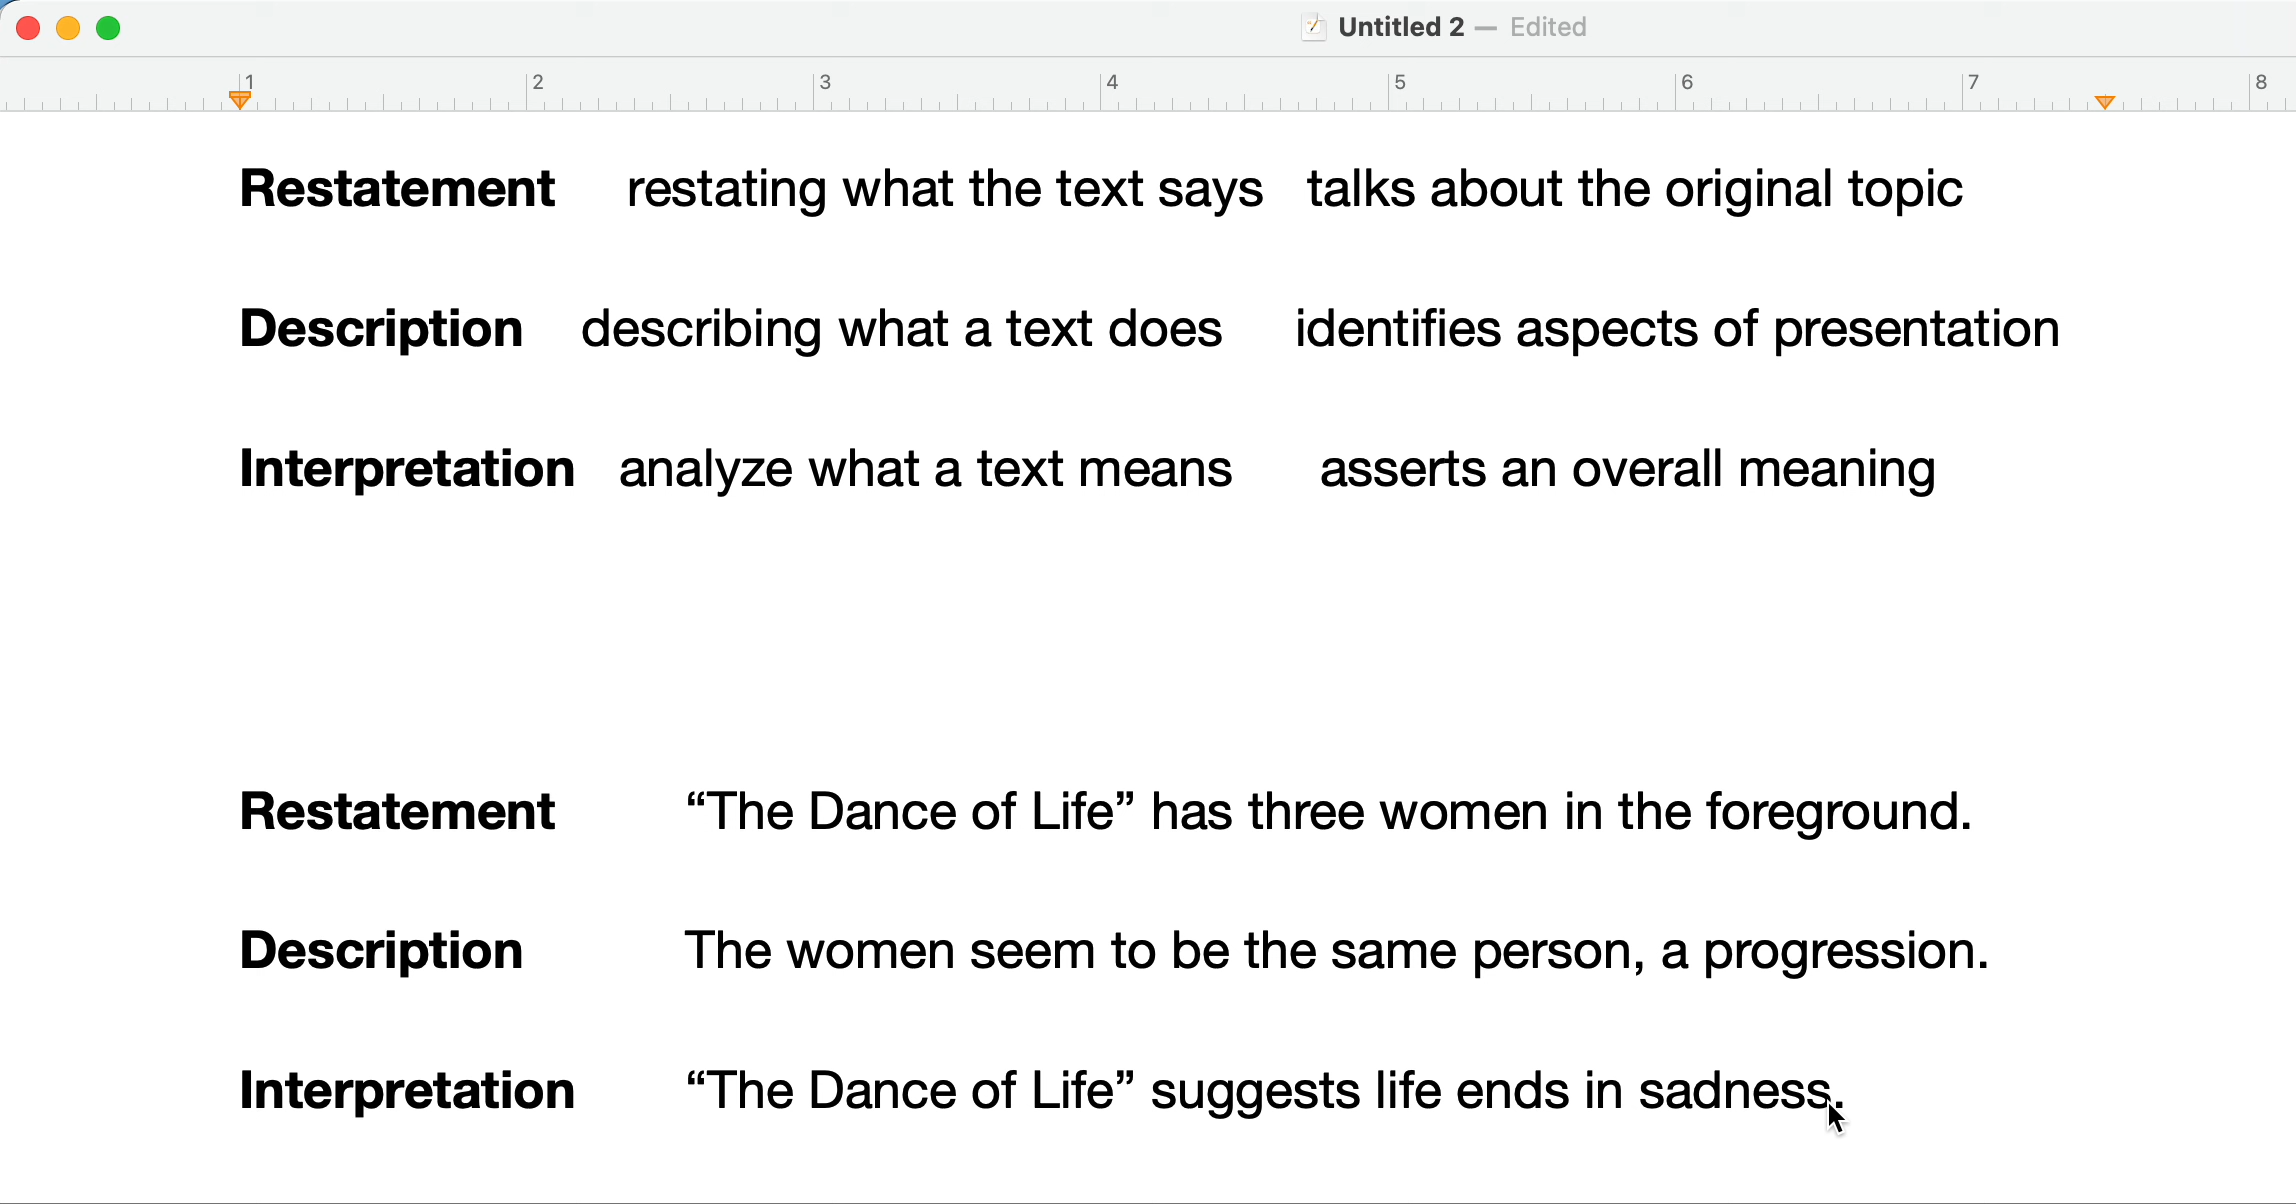 Untitled 2 — Edited
1 2 3 4 5 6 7 8
Restatement restating what the text says talks about the original topic
Description describing what a text does identifies aspects of presentation
Interpretation analyze what a text means asserts an overall meaning
Restatement “The Dance of Life” has three women in the foreground.
Description The women seem to be the same person, a progression.
Interpretation “The Dance of Life” suggests life ends in sadness.